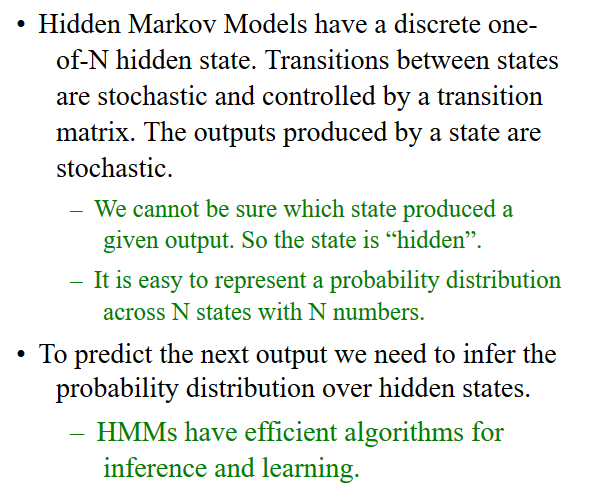 • Hidden Markov Models have a discrete one-
of-N hidden state. Transitions between states
are stochastic and controlled by a transition
matrix. The outputs produced by a state are
stochastic.
– We cannot be sure which state produced a
given output. So the state is “hidden”.
– It is easy to represent a probability distribution
across N states with N numbers.
• To predict the next output we need to infer the
probability distribution over hidden states.
– HMMs have efficient algorithms for
inference and learning.